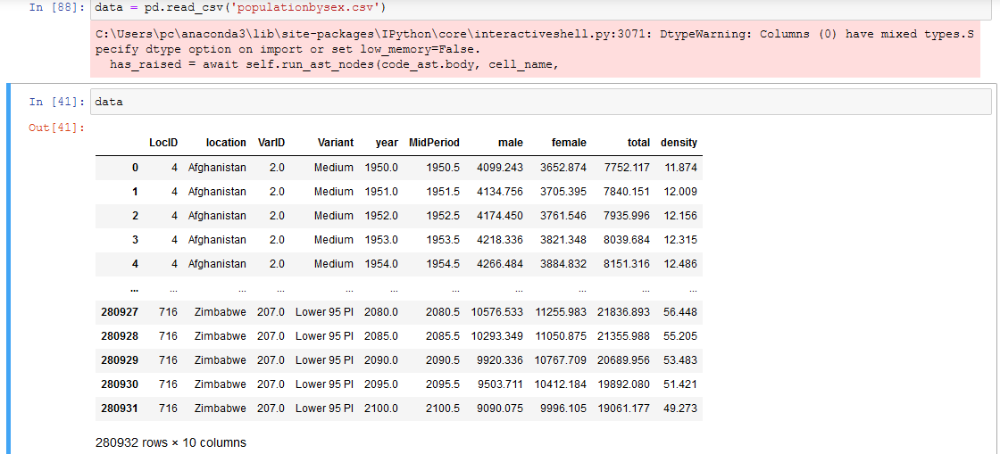 In [88]: data = pd.read_csv('populationbysex.csv')
C:\Users\pc\anaconda3\lib\site-packages\IPython\core\interactiveshell.py:3071: DtypeWarning: Columns (0) have mixed types.S
pecify dtype option on import or set low_memory=False.
has_raised = await self.run_ast_nodes(code_ast.body, cell_name,
In [41]: data
Out[41]:
LocID location VarID Variant year MidPeriod male female total density
0 4 Afghanistan 2.0 Medium 1950.0 1950.5 4099.243 3652.874 7752.117 11.874
1 4 Afghanistan 2.0 Medium 1951.0 1951.5 4134.756 3705.395 7840.151 12.009
2 4 Afghanistan 2.0 Medium 1952.0 1952.5 4174.450 3761.546 7935.996 12.156
3 4 Afghanistan 2.0 Medium 1953.0 1953.5 4218.336 3821.348 8039.684 12.315
4 4 Afghanistan 2.0 Medium 1954.0 1954.5 4266.484 3884.832 8151.316 12.486
... ... ... ... ... ... ... ... ... ... ...
280927 716 Zimbabwe 207.0 Lower 95 PI 2080.0 2080.5 10576.533 11255.983 21836.893 56.448
280928 716 Zimbabwe 207.0 Lower 95 PI 2085.0 2085.5 10293.349 11050.875 21355.988 55.205
280929 716 Zimbabwe 207.0 Lower 95 PI 2090.0 2090.5 9920.336 10767.709 20689.956 53.483
280930 716 Zimbabwe 207.0 Lower 95 PI 2095.0 2095.5 9503.711 10412.184 19892.080 51.421
280931 716 Zimbabwe 207.0 Lower 95 PI 2100.0 2100.5 9090.075 9996.105 19061.177 49.273
280932 rows × 10 columns